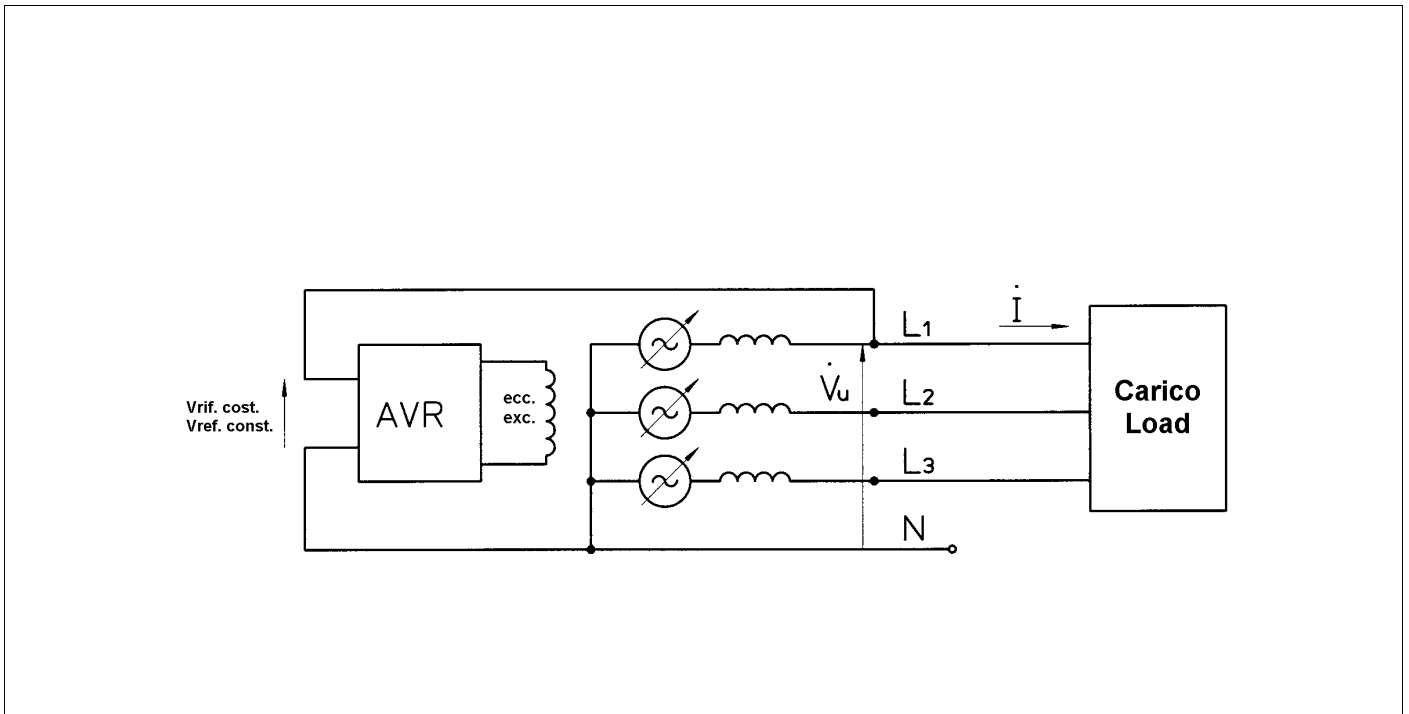 Vrif. cost.
Vref. const.
AVR
ecc.
exc.
V̇u
L1
L2
L3
N
İ
Carico
Load